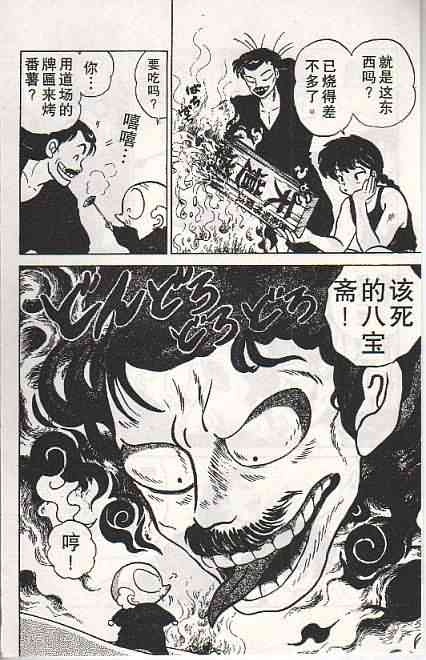 就是这东
西吗？
已烧得差
不多了。
要吃吗？
嘻嘻…
你…
用道场的
牌匾来烤
番薯？
该死
的八宝
斋！
どんどろ
どろどろ
哼！